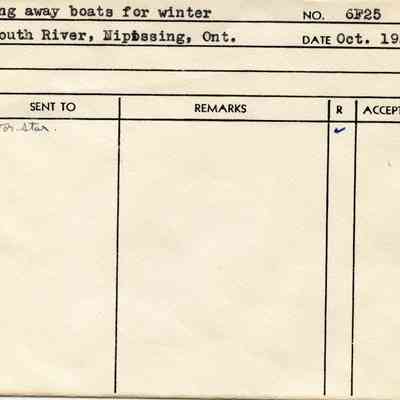 ng away boats for winter NO. 6F25
outh River, Nipissing, Ont. DATE Oct. 19
SENT TO REMARKS R ACCEPT
star.